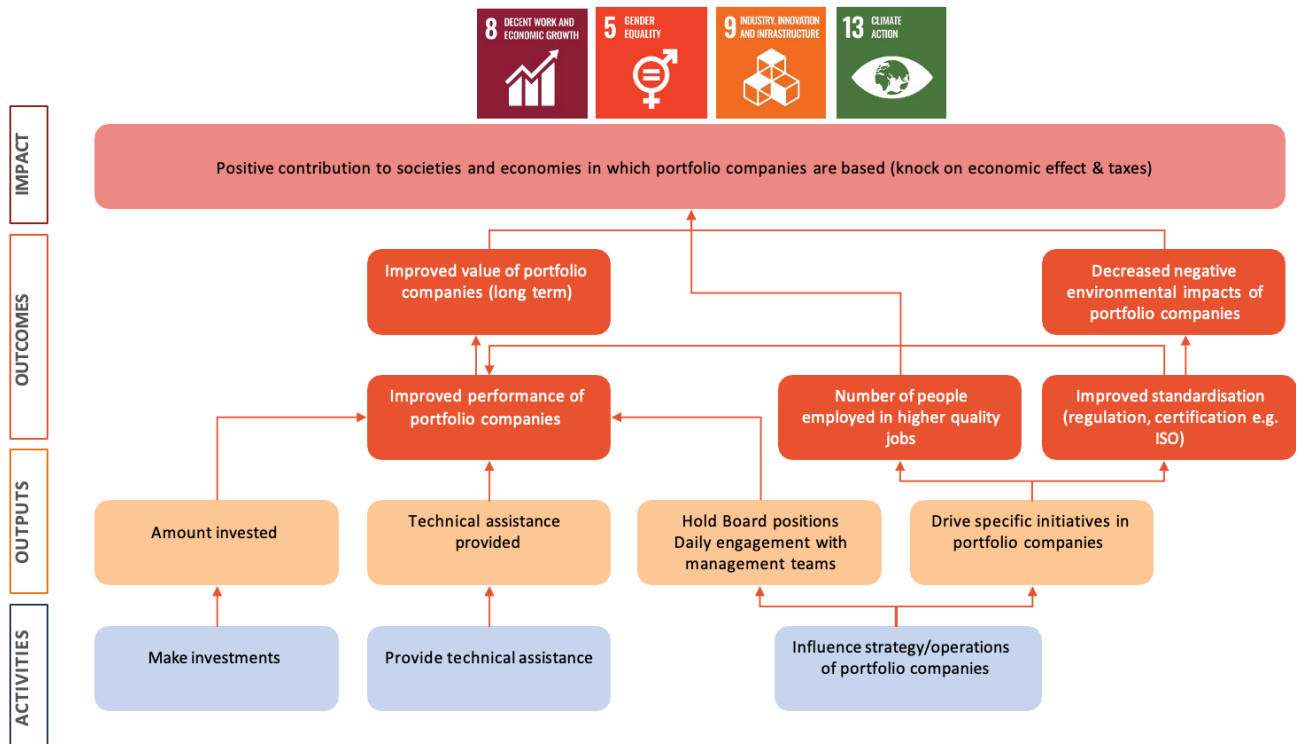 8 DECENT WORK AND
ECONOMIC GROWTH
5 GENDER
EQUALITY
9 INDUSTRY, INNOVATION
AND INFRASTRUCTURE
13 CLIMATE
ACTION
IMPACT
Positive contribution to societies and economies in which portfolio companies are based (knock on economic effect & taxes)
OUTCOMES
Improved value of portfolio
companies (long term)
Decreased negative
environmental impacts of
portfolio companies
Improved performance of
portfolio companies
Number of people
employed in higher quality
jobs
Improved standardisation
(regulation, certification e.g.
ISO)
OUTPUTS
Amount invested
Technical assistance
provided
Hold Board positions
Daily engagement with
management teams
Drive specific initiatives in
portfolio companies
ACTIVITIES
Make investments
Provide technical assistance
Influence strategy/operations
of portfolio companies